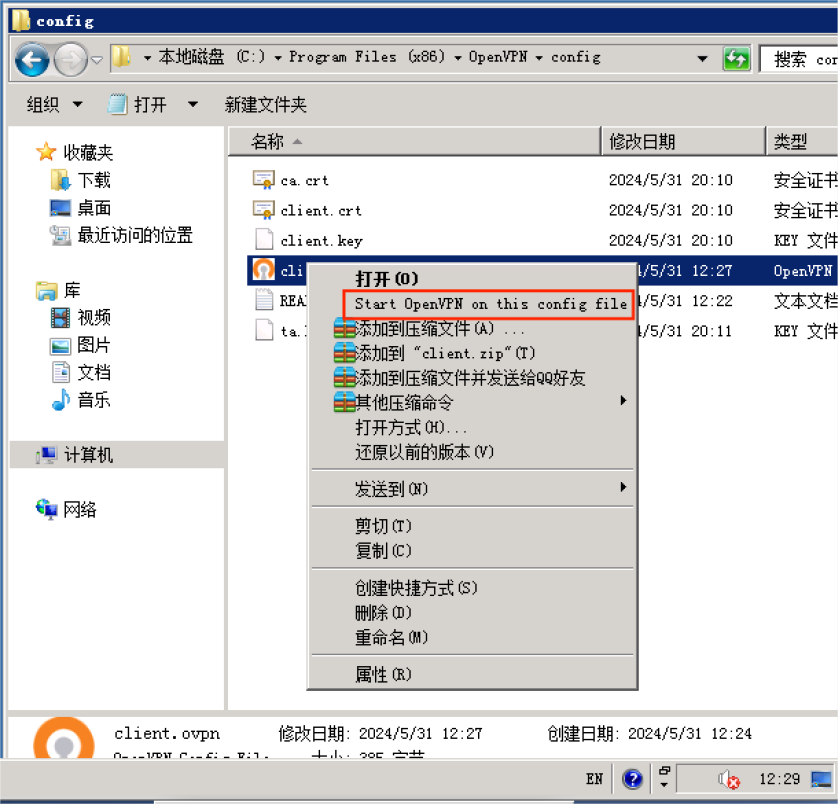 config
本地磁盘 (C:) Program Files (x86) OpenVPN config
搜索 con
组织 打开 新建文件夹
名称 修改日期 类型
收藏夹
下载
桌面
最近访问的位置
库
视频
图片
文档
音乐
计算机
网络
ca.crt 2024/5/31 20:10 安全证书
client.crt 2024/5/31 20:10 安全证书
client.key 2024/5/31 20:10 KEY 文件
cli /5/31 12:27 OpenVPN
REA /5/31 12:22 文本文档
ta. /5/31 20:11 KEY 文件
打开(O)
Start OpenVPN on this config file
添加到压缩文件(A) ...
添加到 "client.zip"(T)
添加到压缩文件并发送给QQ好友
其他压缩命令
打开方式(H)...
还原以前的版本(V)
发送到(N)
剪切(T)
复制(C)
创建快捷方式(S)
删除(D)
重命名(M)
属性(R)
client.ovpn 修改日期: 2024/5/31 12:27 创建日期: 2024/5/31 12:24
OpenVPN Config File 大小: 385 字节
EN 12:29